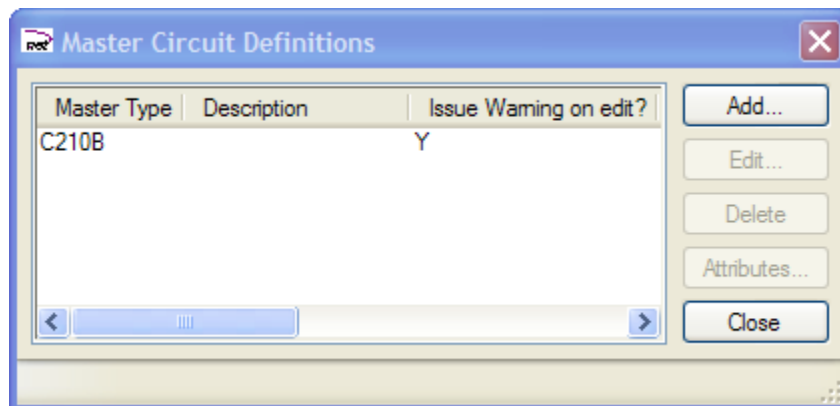 Master Circuit Definitions
Master Type Description Issue Warning on edit? Add...
C210B Y
Edit...
Delete
Attributes...
Close